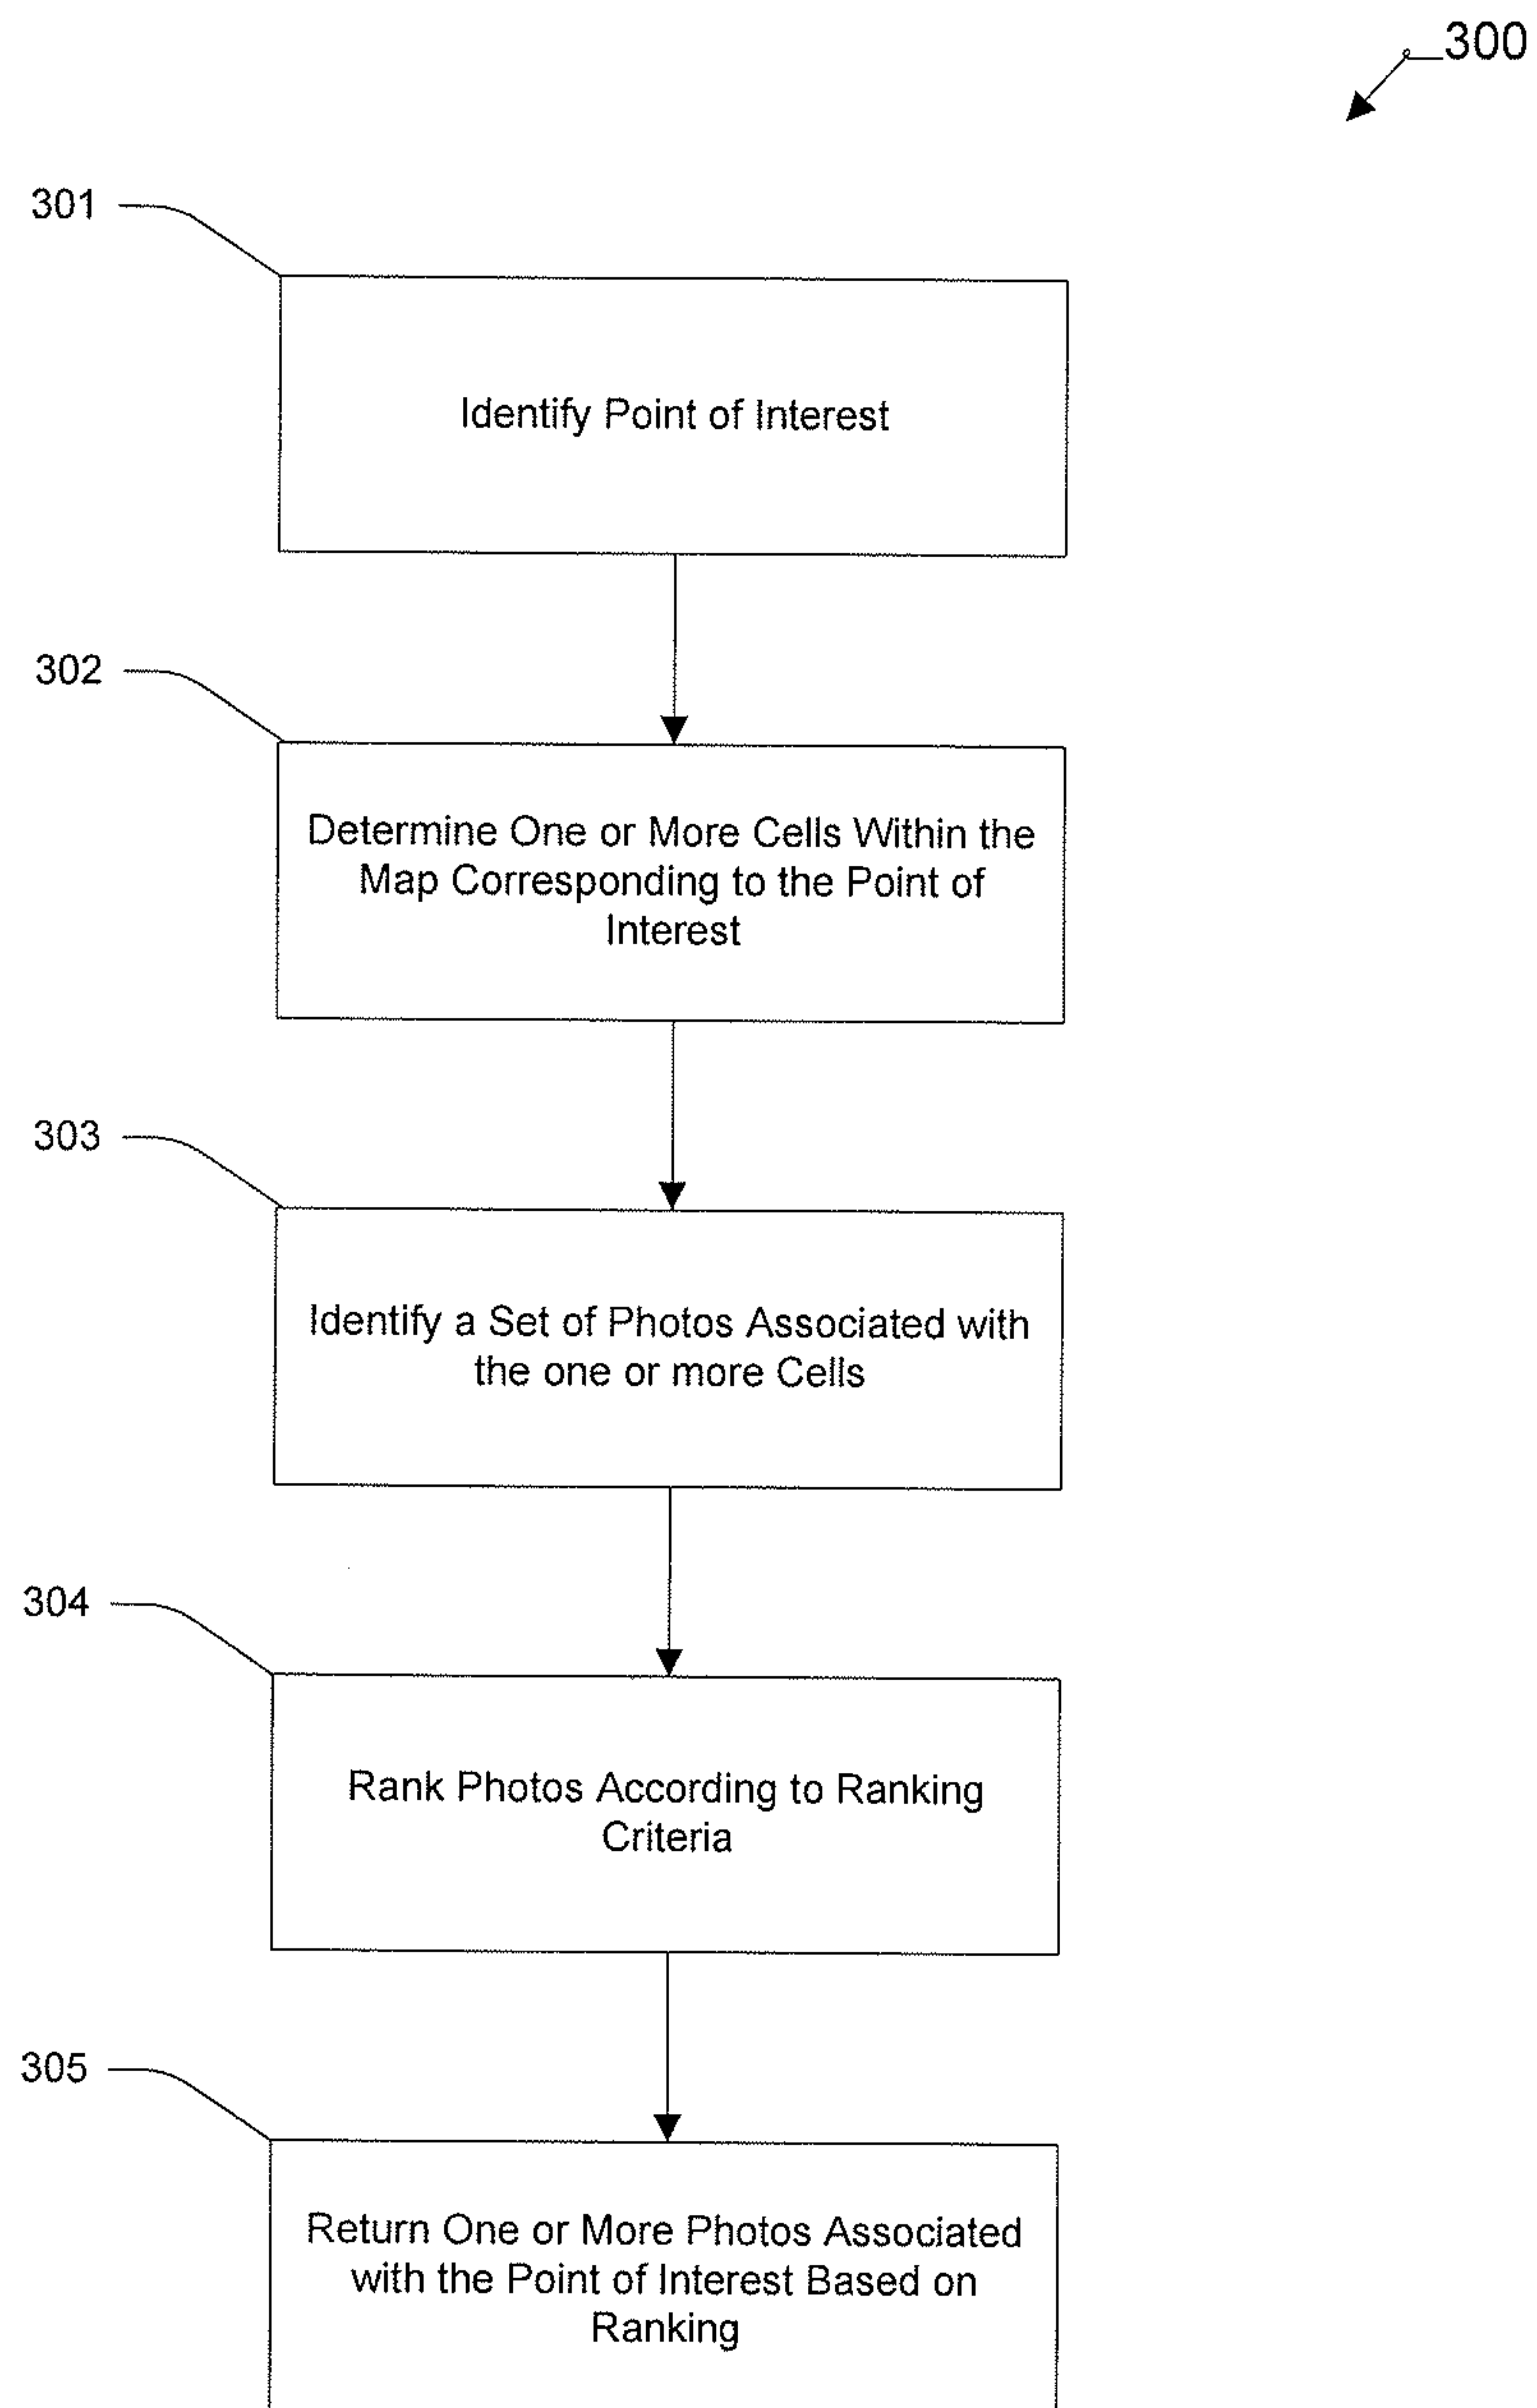 300
301
Identify Point of Interest
302
Determine One or More Cells Within the
Map Corresponding to the Point of
Interest
303
Identify a Set of Photos Associated with
the one or more Cells
304
Rank Photos According to Ranking
Criteria
305
Return One or More Photos Associated
with the Point of Interest Based on
Ranking